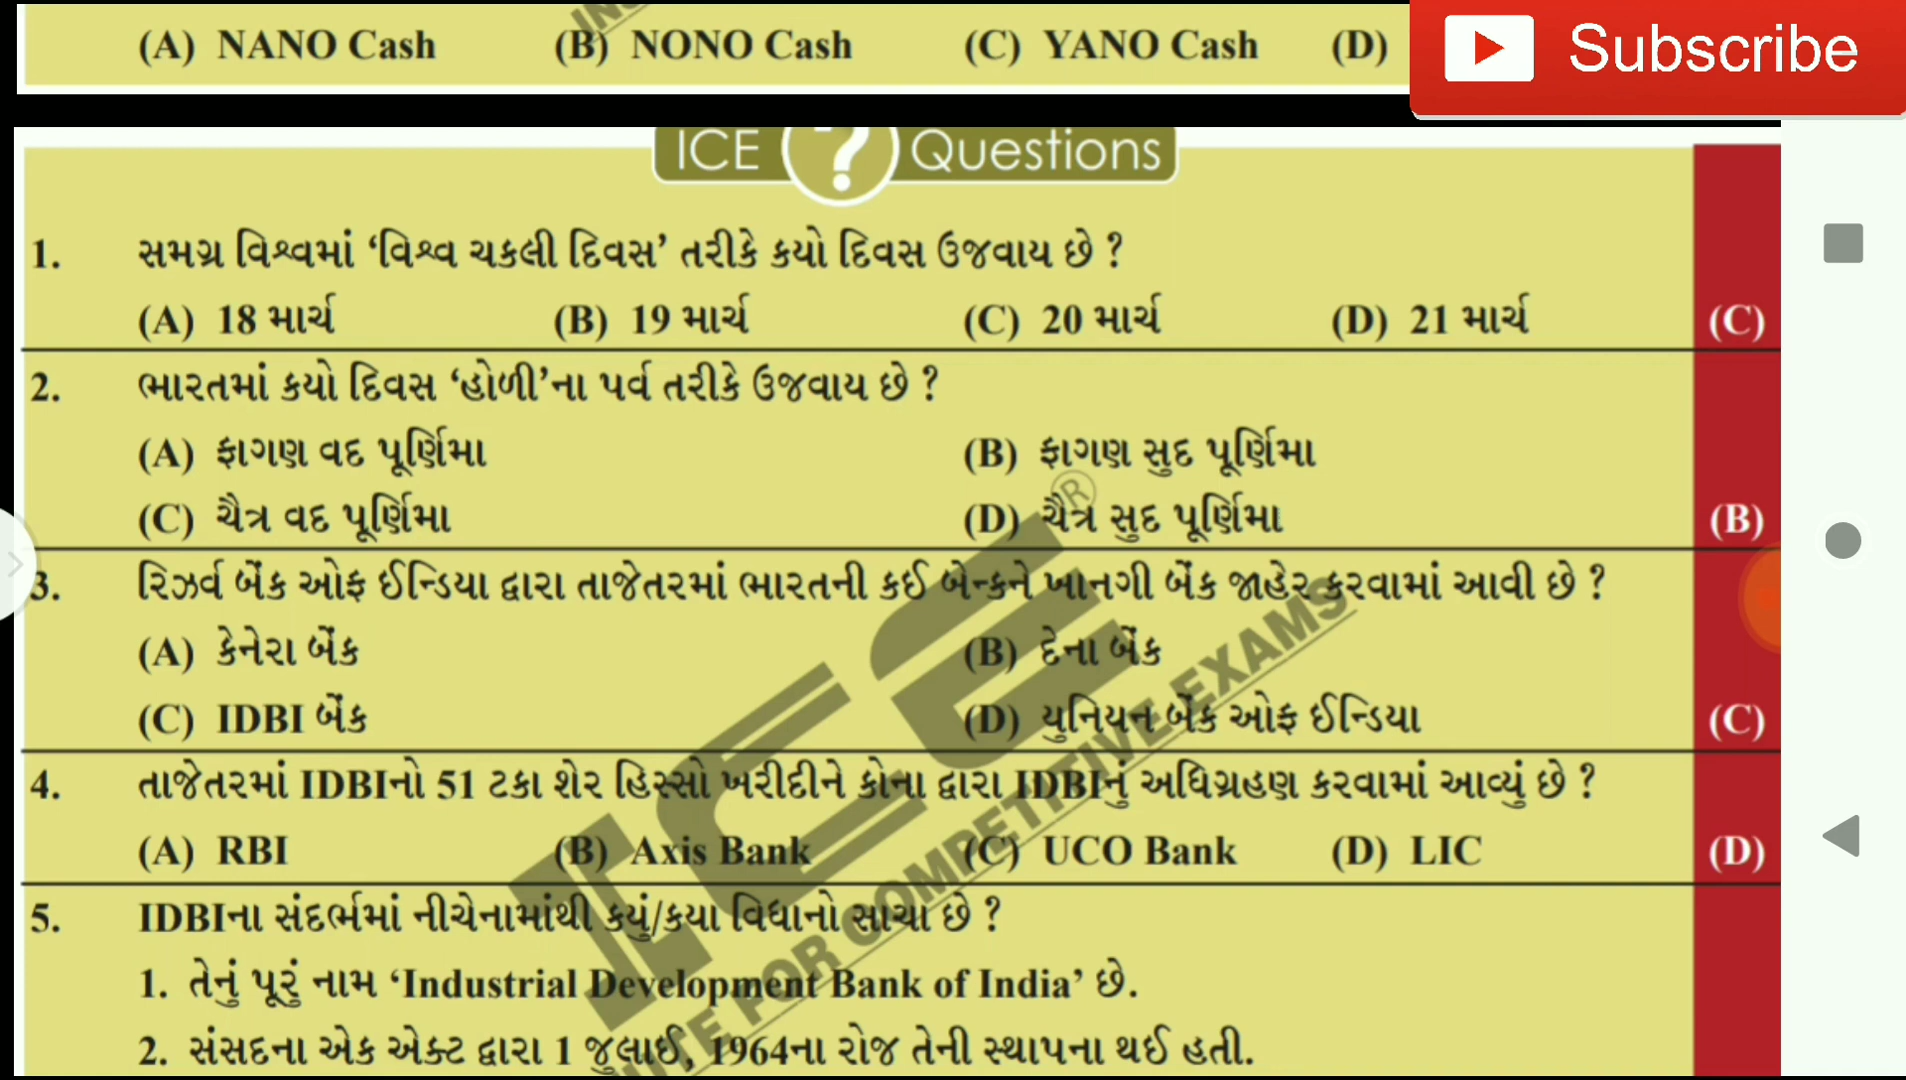 (A) NANO Cash (B) NONO Cash (C) YANO Cash (D)
Subscribe
ICE ? Questions
1. સમગ્ર વિશ્વમાં ‘વિશ્વ ચકલી દિવસ’ તરીકે કયો દિવસ ઉજવાય છે ?
(A) 18 માર્ચ (B) 19 માર્ચ (C) 20 માર્ચ (D) 21 માર્ચ (C)
2. ભારતમાં કયો દિવસ ‘હોળી’ના પર્વ તરીકે ઉજવાય છે ?
(A) ફાગણ વદ પૂર્ણિમા (B) ફાગણ સુદ પૂર્ણિમા
(C) ચૈત્ર વદ પૂર્ણિમા (D) ચૈત્ર સુદ પૂર્ણિમા (B)
3. રિઝર્વ બેંક ઓફ ઈન્ડિયા દ્વારા તાજેતરમાં ભારતની કઈ બેન્કને ખાનગી બેંક જાહેર કરવામાં આવી છે ?
(A) કેનેરા બેંક (B) દેના બેંક
(C) IDBI બેંક (D) યુનિયન બેંક ઓફ ઈન્ડિયા (C)
4. તાજેતરમાં IDBIનો 51 ટકા શેર હિસ્સો ખરીદીને કોના દ્વારા IDBIનું અધિગ્રહણ કરવામાં આવ્યું છે ?
(A) RBI (B) Axis Bank (C) UCO Bank (D) LIC (D)
5. IDBIના સંદર્ભમાં નીચેનામાંથી કયું/કયા વિધાનો સાચા છે ?
1. તેનું પૂરું નામ ‘Industrial Development Bank of India’ છે.
2. સંસદના એક એક્ટ દ્વારા 1 જુલાઈ, 1964ના રોજ તેની સ્થાપના થઈ હતી.
ICE ®
FOR COMPETITIVE EXAMS